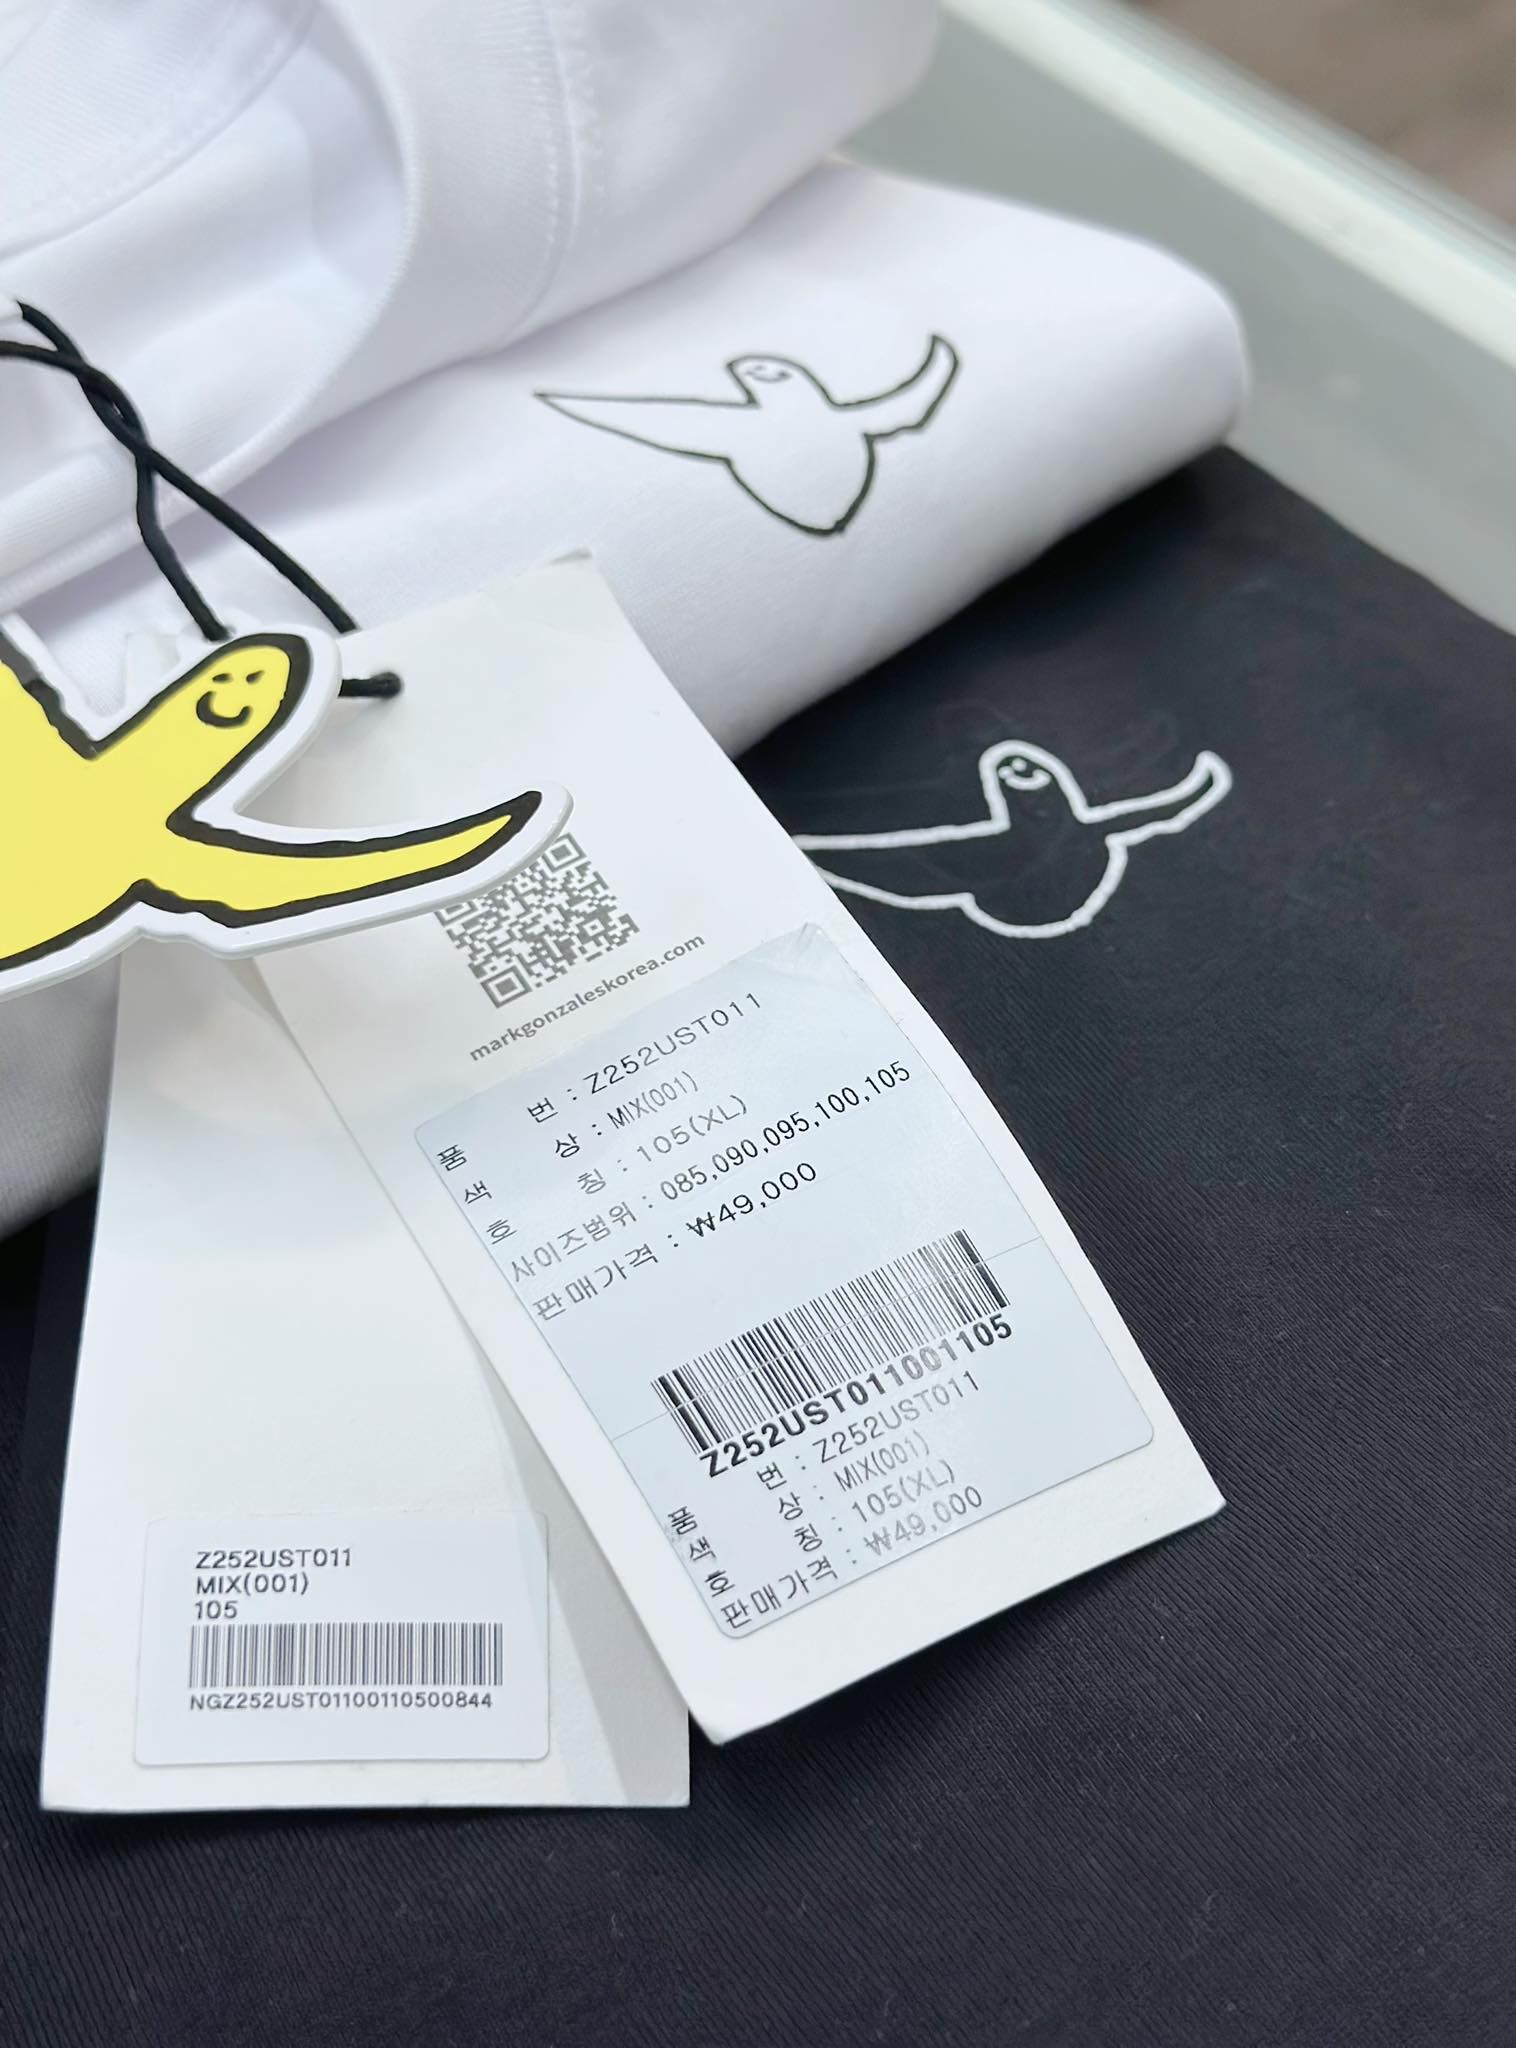 markgonzaleskorea.com
품 번 : Z252UST011
색 상 : MIX(001)
호 칭 : 105(XL)
사이즈범위 : 085,090,095,100,105
판매가격 : ₩49,000
Z252UST011001105
품 번 : Z252UST011
색 상 : MIX(001)
호 칭 : 105(XL)
판매가격 : ₩49,000
Z252UST011
MIX(001)
105
NGZ252UST01100110500844